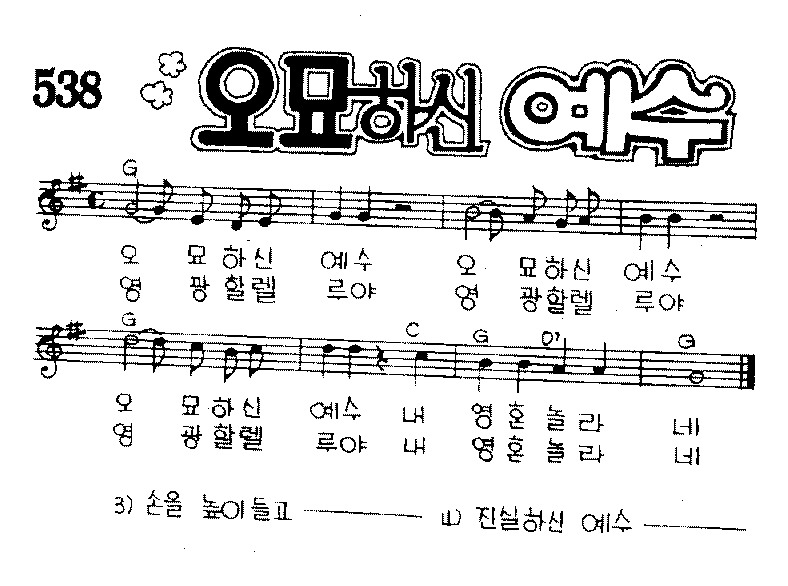 538 오묘하신 예수
G
오 묘하신 예수 오 묘하신 예수
영 광할렐 루야 영 광할렐 루야
G C G D7 G
오 묘하신 예수 내 영혼 놀라 네
영 광할렐 루야 내 영혼 놀라 네
3) 손을 높이들고 4) 진실하신 예수